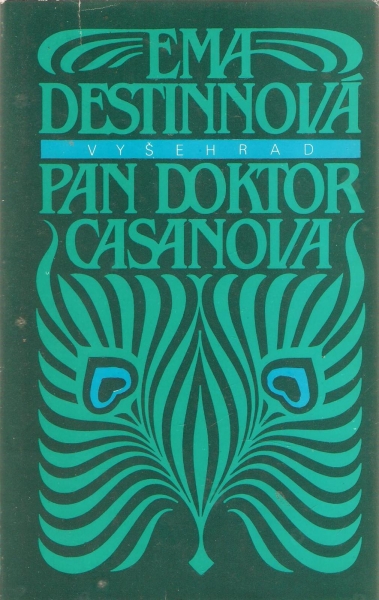 EMA
DESTINNOVÁ
VYŠEHRAD
PAN DOKTOR
CASANOVA